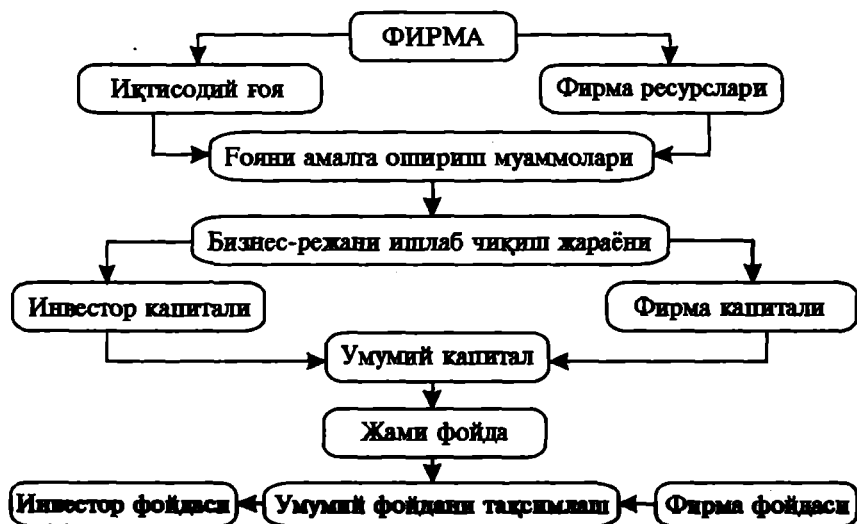 ФИРМА
Иқтисодий ғоя
Фирма ресурслари
Ғояни амалга ошириш муаммолари
Бизнес-режани ишлаб чиқиш жараёни
Инвестор капитали
Фирма капитали
Умумий капитал
Жами фойда
Инвестор фойдаси
Умумий фойдани тақсимлаш
Фирма фойдаси